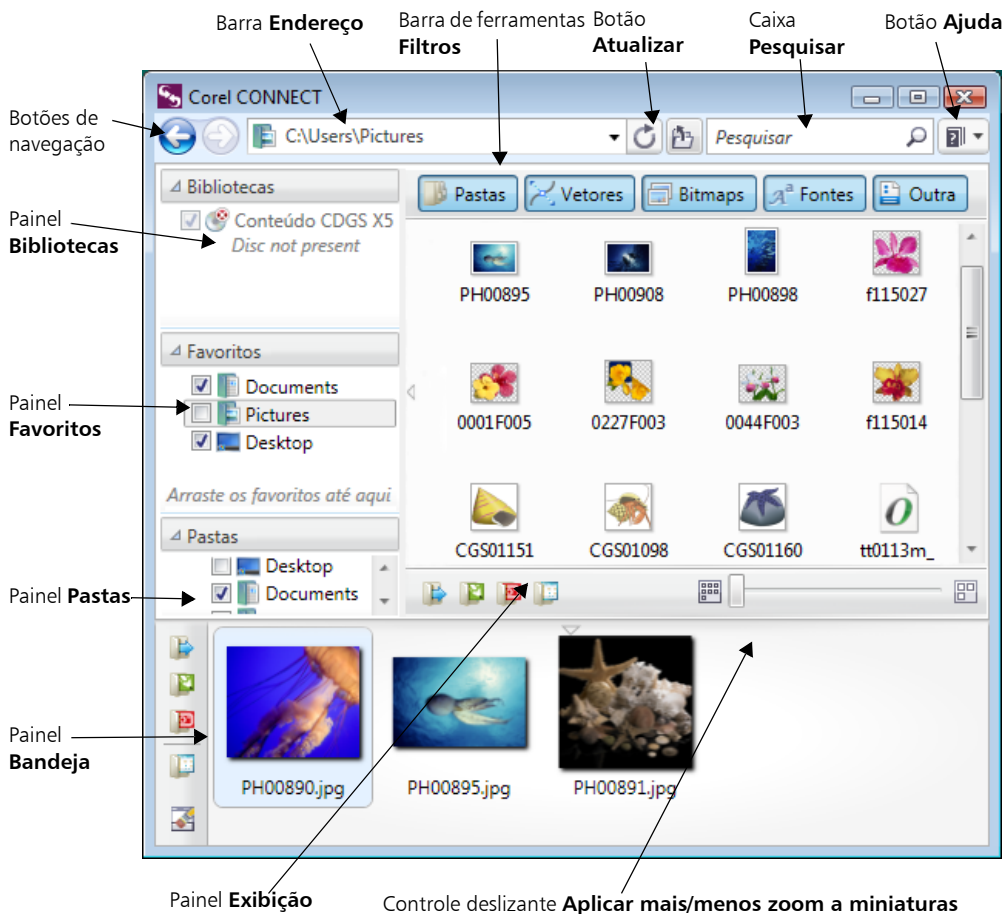 Barra Endereço
Barra de ferramentas
Filtros
Botão
Atualizar
Caixa
Pesquisar
Botão Ajuda
Botões de
navegação
Corel CONNECT
C:\Users\Pictures
Pesquisar
Painel
Bibliotecas
Bibliotecas
Conteúdo CDGS X5
Disc not present
Pastas
Vetores
Bitmaps
Fontes
Outra
PH00895
PH00908
PH00898
f115027
Painel
Favoritos
Favoritos
Documents
Pictures
Desktop
Arraste os favoritos até aqui
0001F005
0227F003
0044F003
f115014
CGS01151
CGS01098
CGS01160
tt0113m_
Painel Pastas
Pastas
Desktop
Documents
Painel
Bandeja
PH00890.jpg
PH00895.jpg
PH00891.jpg
Painel Exibição
Controle deslizante Aplicar mais/menos zoom a miniaturas